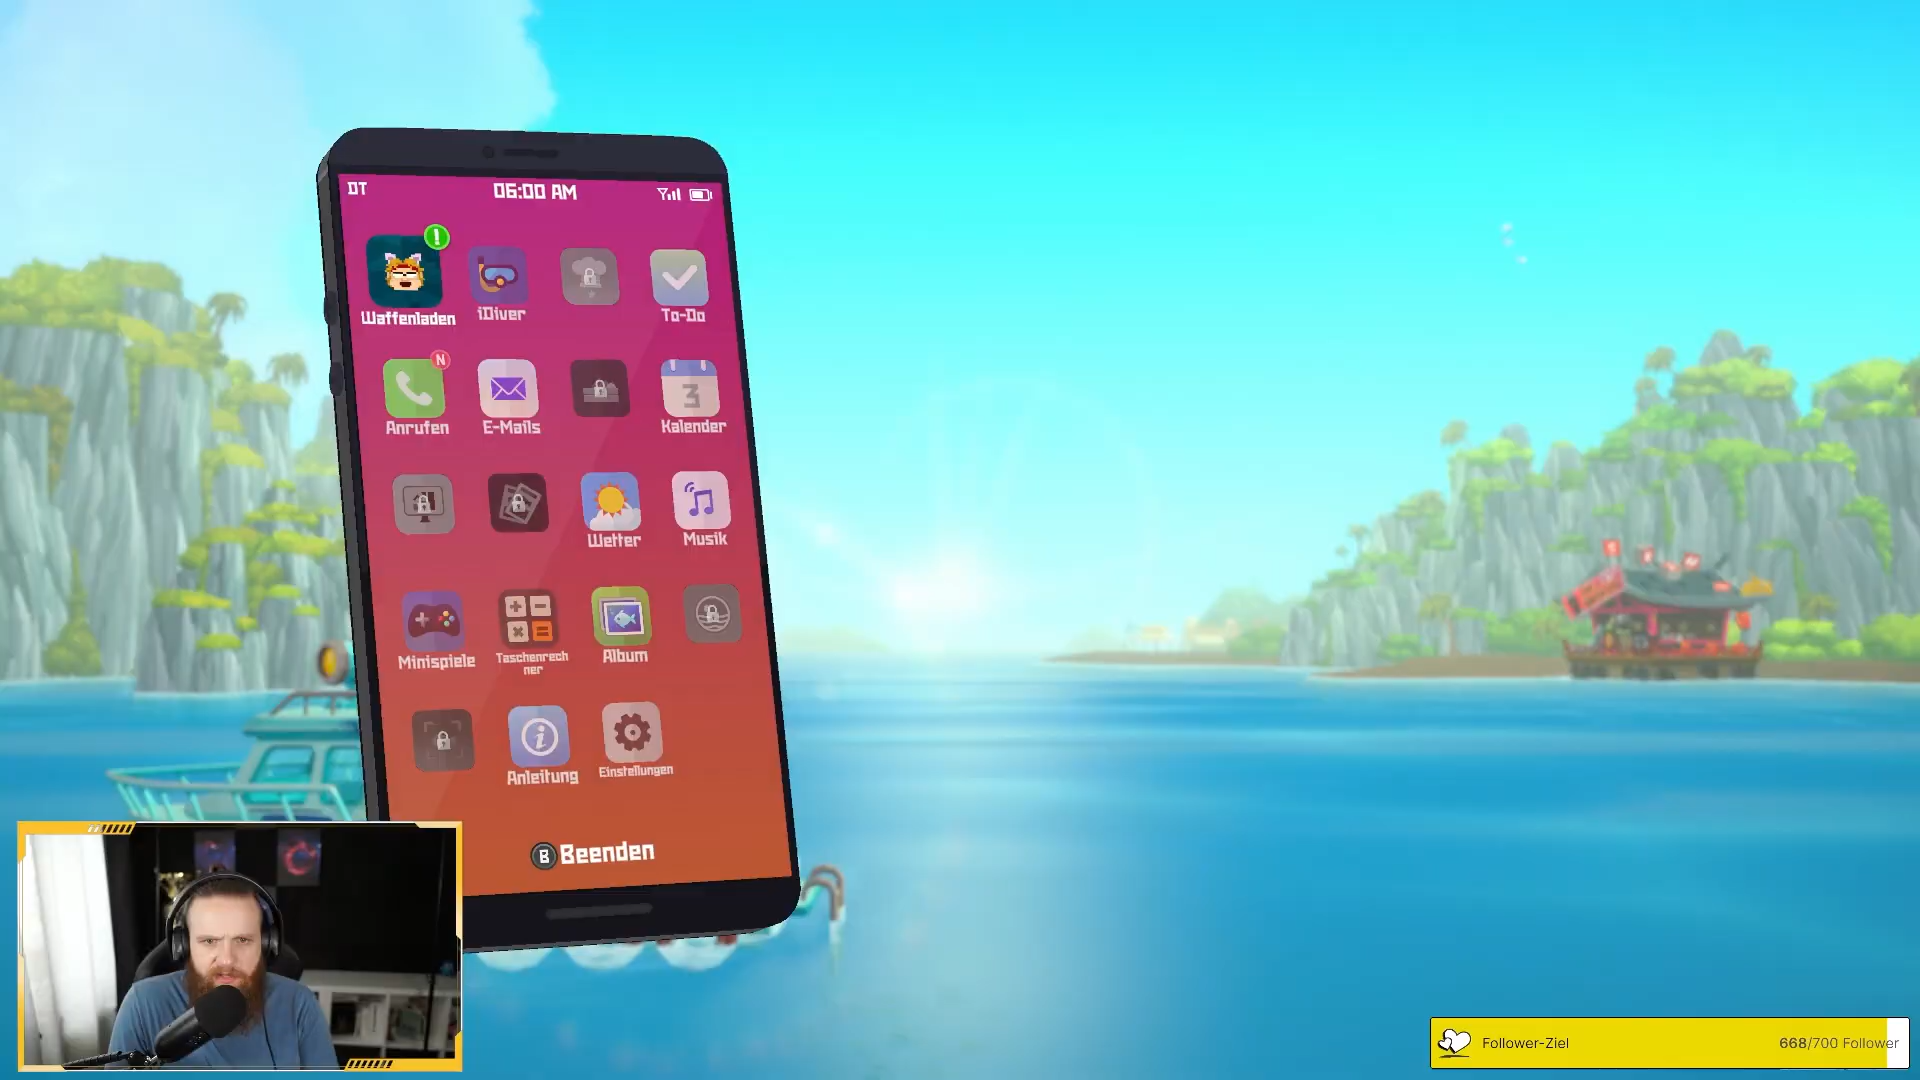 DT
06:00 AM
!
Waffenladen
iDiver
To-Do
N
Anrufen
E-Mails
3
Kalender
Wetter
Musik
Minispiele
Taschenrech
ner
Album
Anleitung
Einstellungen
B Beenden
Follower-Ziel
668/700 Follower